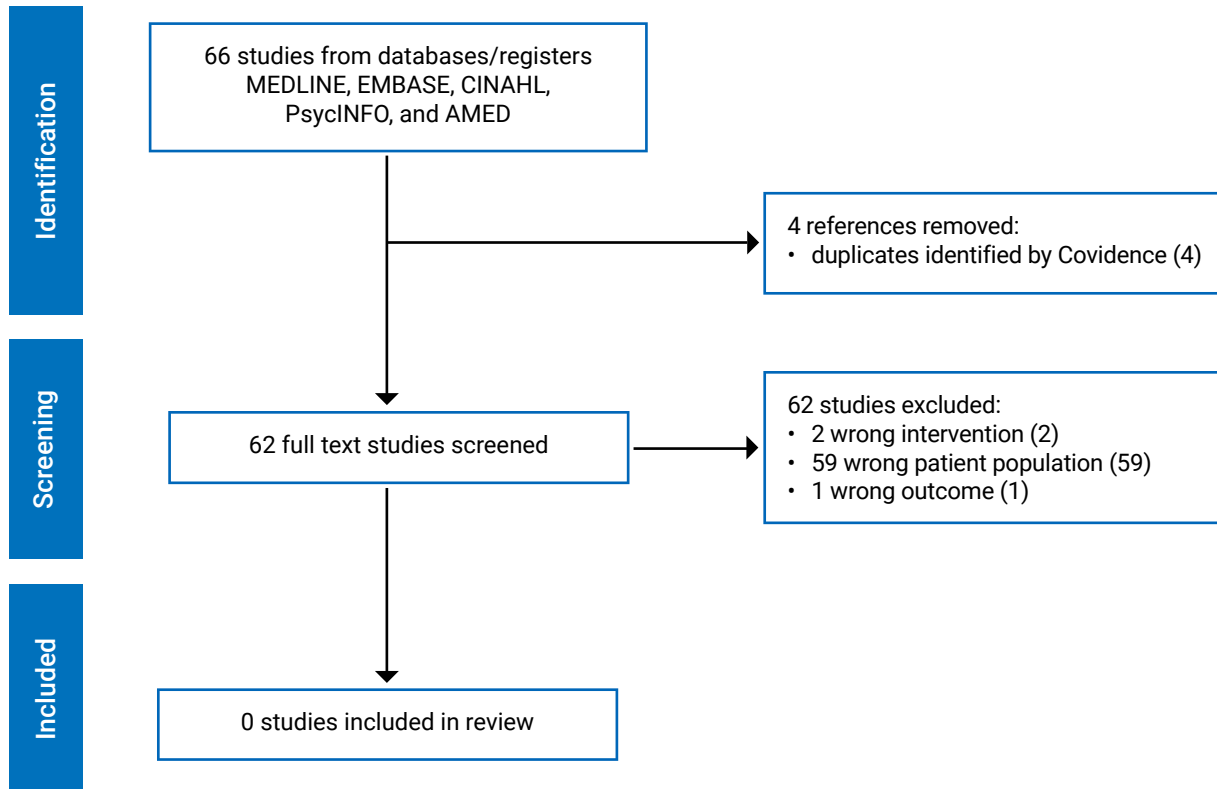 Identification
66 studies from databases/registers
MEDLINE, EMBASE, CINAHL,
PsycINFO, and AMED
4 references removed:
• duplicates identified by Covidence (4)
Screening
62 full text studies screened
62 studies excluded:
• 2 wrong intervention (2)
• 59 wrong patient population (59)
• 1 wrong outcome (1)
Included
0 studies included in review